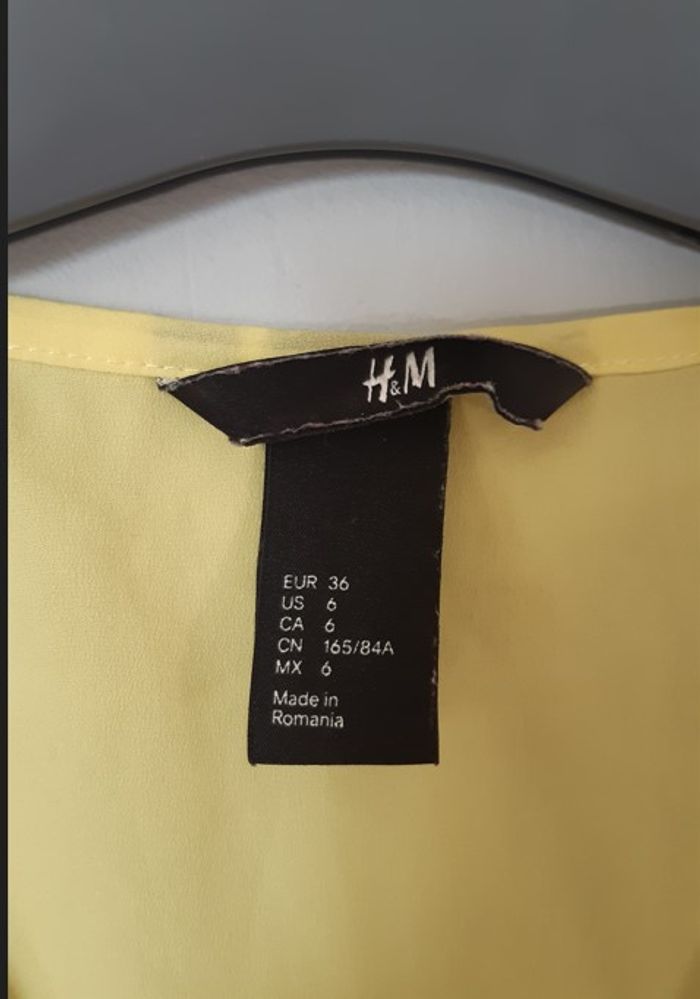 H&M
EUR 36
US 6
CA 6
CN 165/84A
MX 6
Made in
Romania